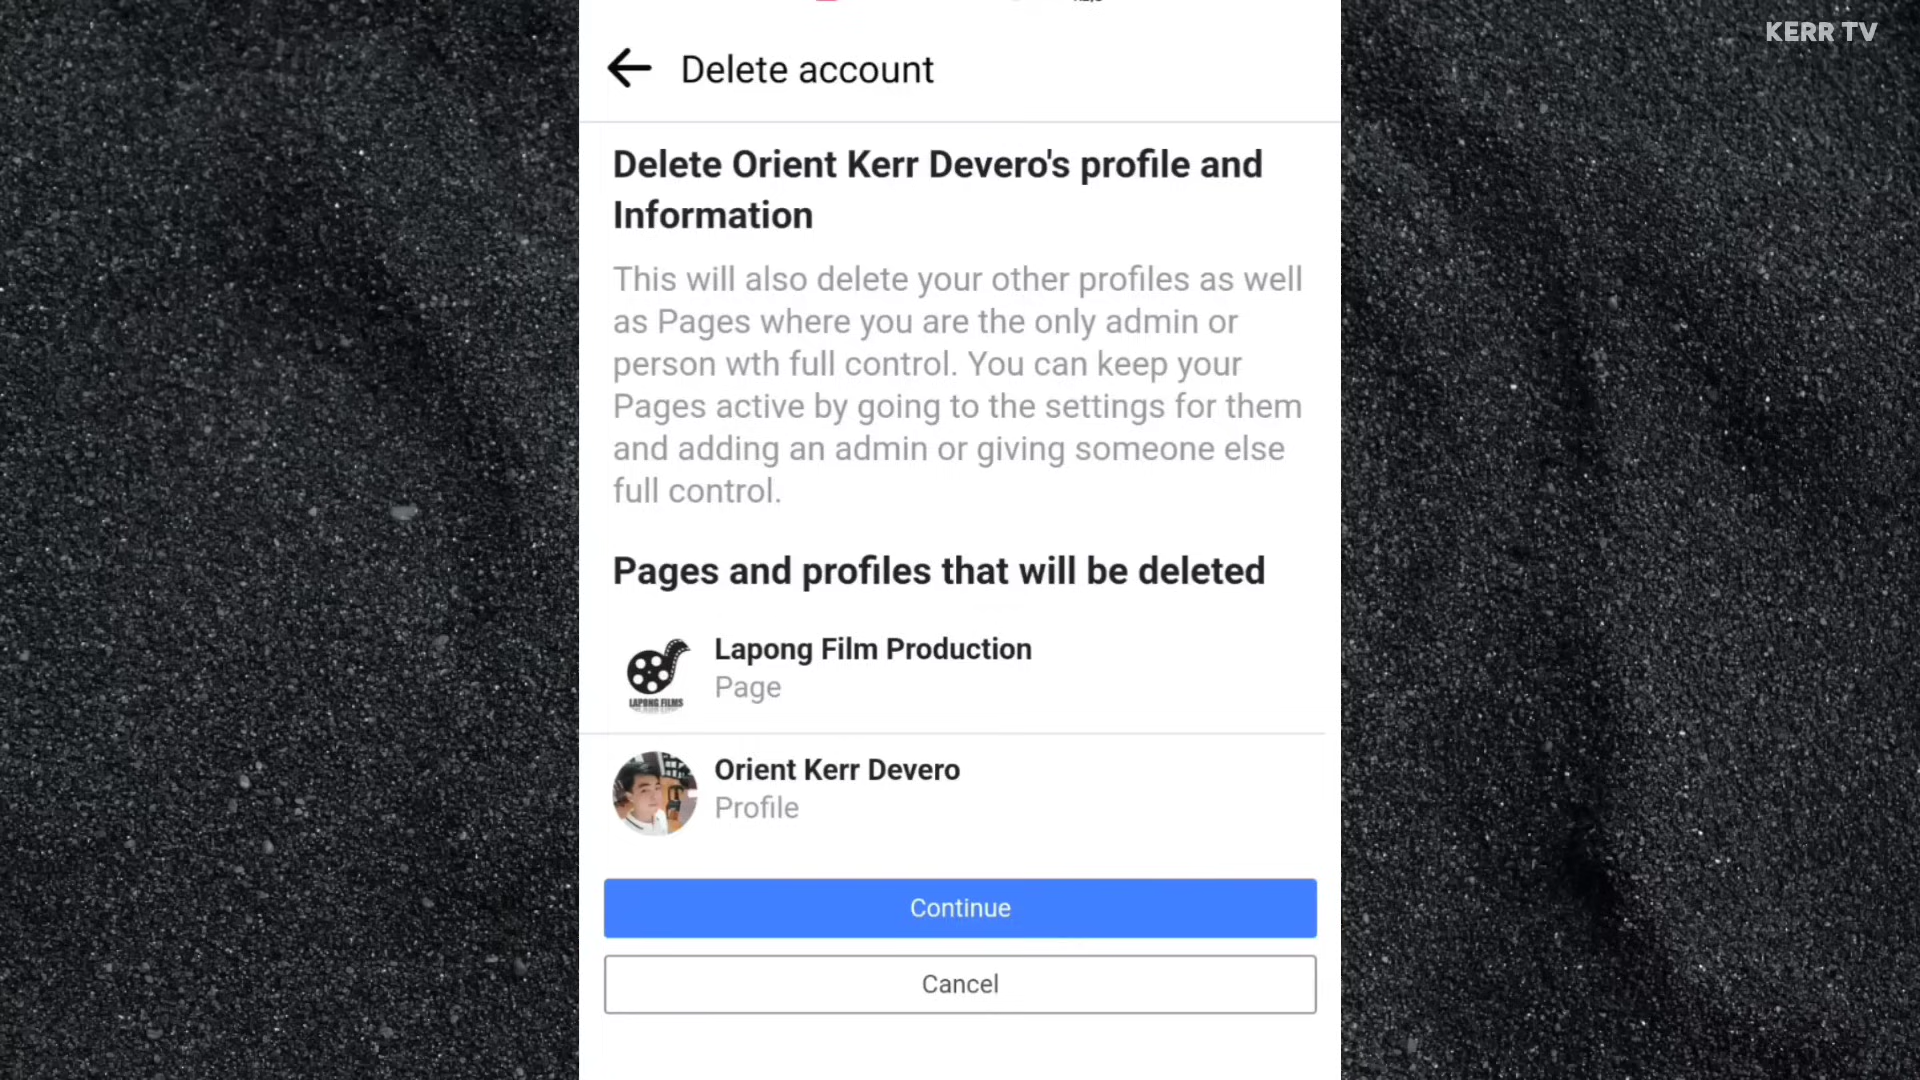 KERR TV
Delete account
Delete Orient Kerr Devero's profile and
Information
This will also delete your other profiles as well
as Pages where you are the only admin or
person wth full control. You can keep your
Pages active by going to the settings for them
and adding an admin or giving someone else
full control.
Pages and profiles that will be deleted
Lapong Film Production
Page
LAPONG FILMS
Orient Kerr Devero
Profile
Continue
Cancel